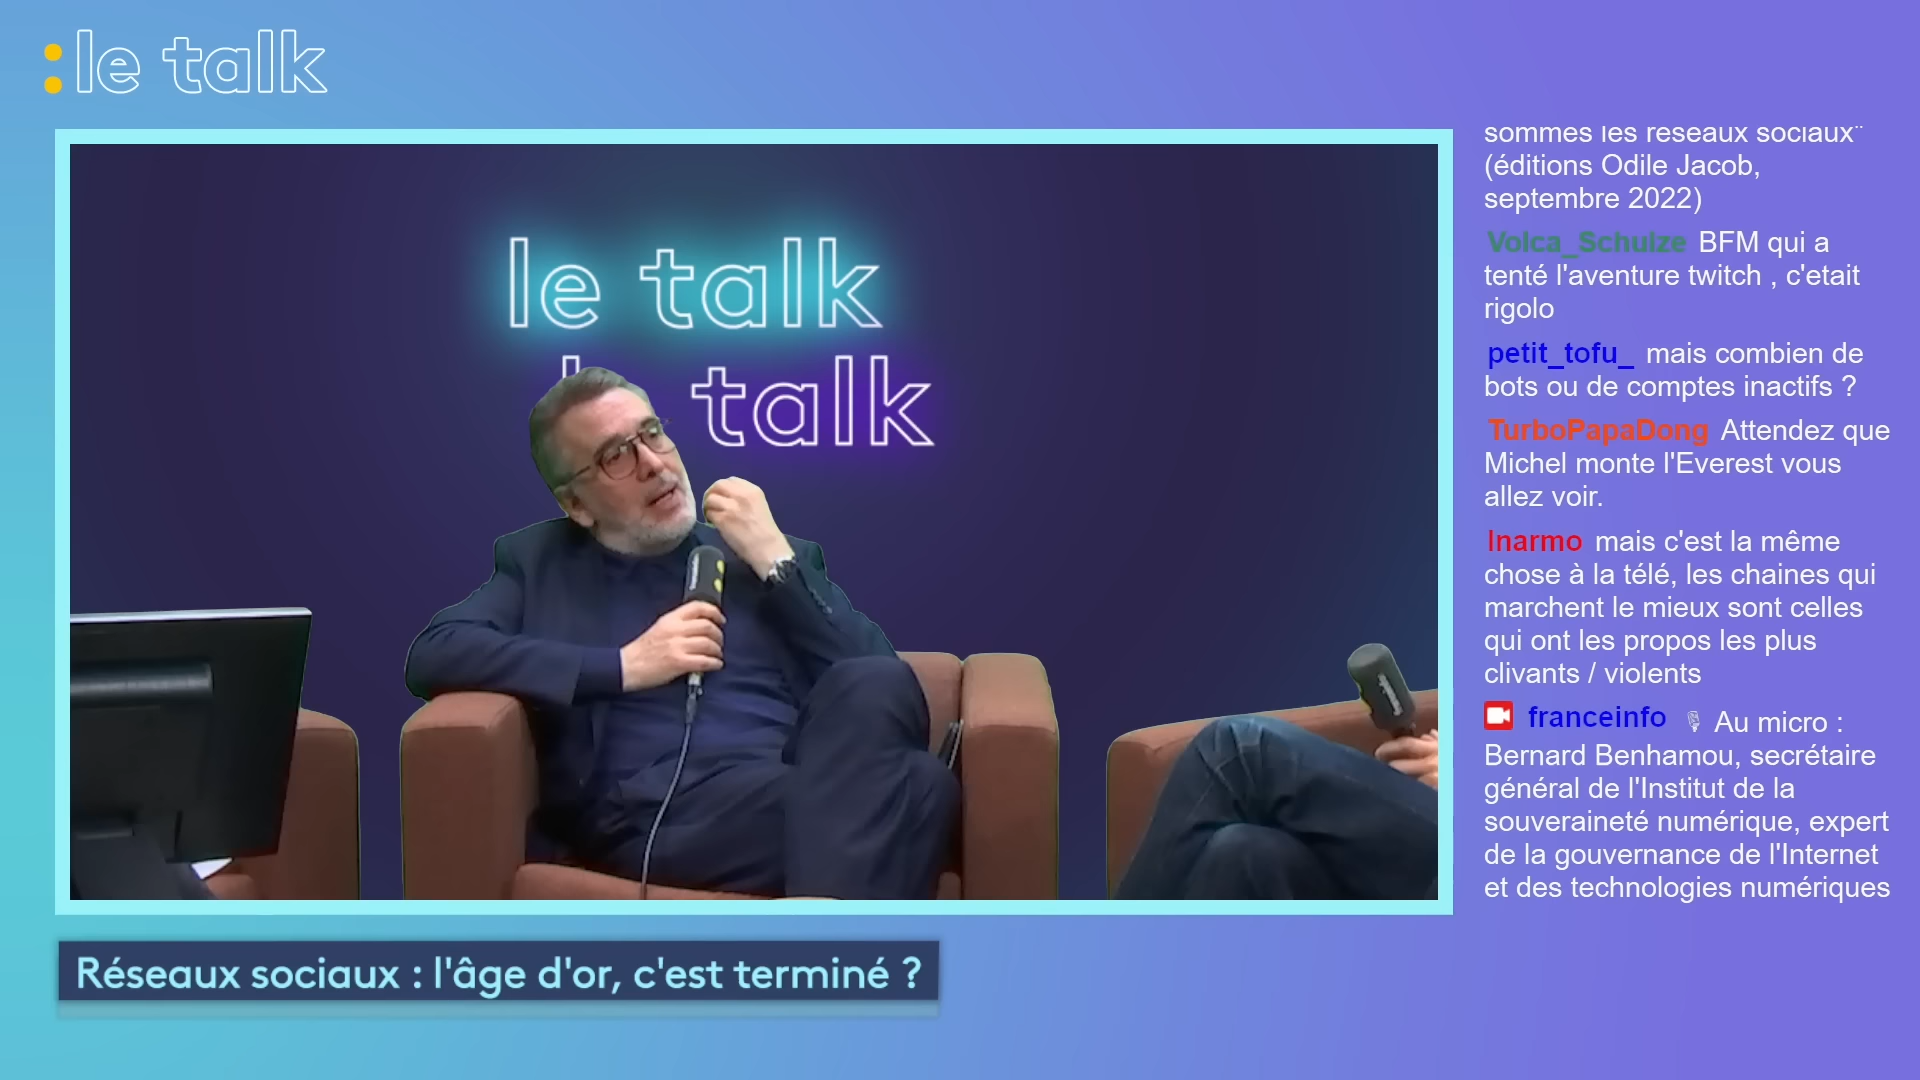 : le talk
le talk
talk
sommes les réseaux sociaux"
(éditions Odile Jacob,
septembre 2022)
Volca_Schulze BFM qui a
tenté l'aventure twitch , c'etait
rigolo
petit_tofu_ mais combien de
bots ou de comptes inactifs ?
TurboPapaDong Attendez que
Michel monte l'Everest vous
allez voir.
Inarmo mais c'est la même
chose à la télé, les chaines qui
marchent le mieux sont celles
qui ont les propos les plus
clivants / violents
franceinfo 🎙 Au micro :
Bernard Benhamou, secrétaire
général de l'Institut de la
souveraineté numérique, expert
de la gouvernance de l'Internet
et des technologies numériques
Réseaux sociaux : l'âge d'or, c'est terminé ?